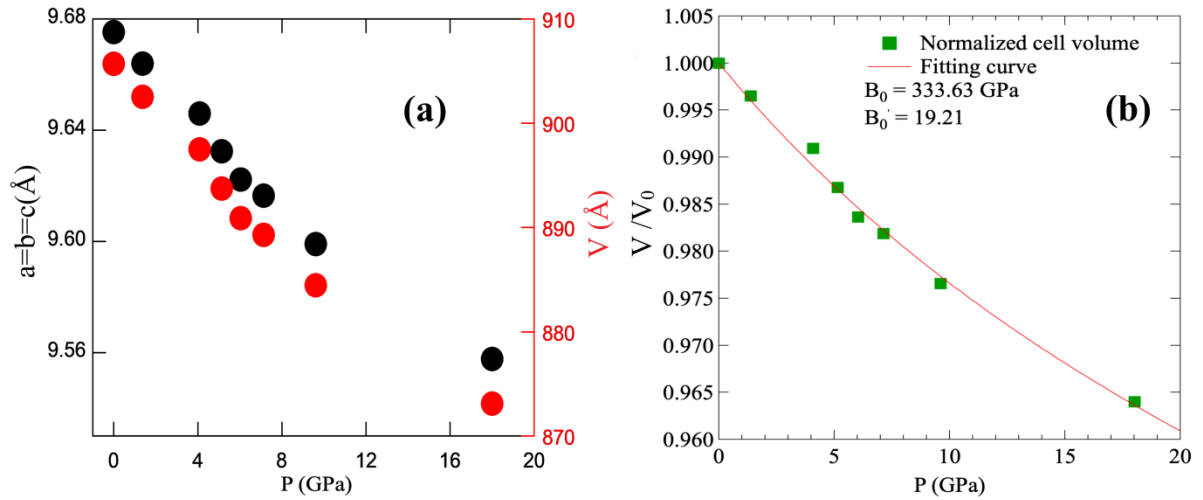 9.68
9.64
9.60
9.56
a=b=c(Å)
(a)
910
900
890
880
870
V (Å)
0 4 8 12 16 20
P (GPa)
1.005
1.000
0.995
0.990
0.985
0.980
0.975
0.970
0.965
0.960
V /V₀
Normalized cell volume
Fitting curve
B₀ = 333.63 GPa
B₀' = 19.21
(b)
0 5 10 15 20
P (GPa)